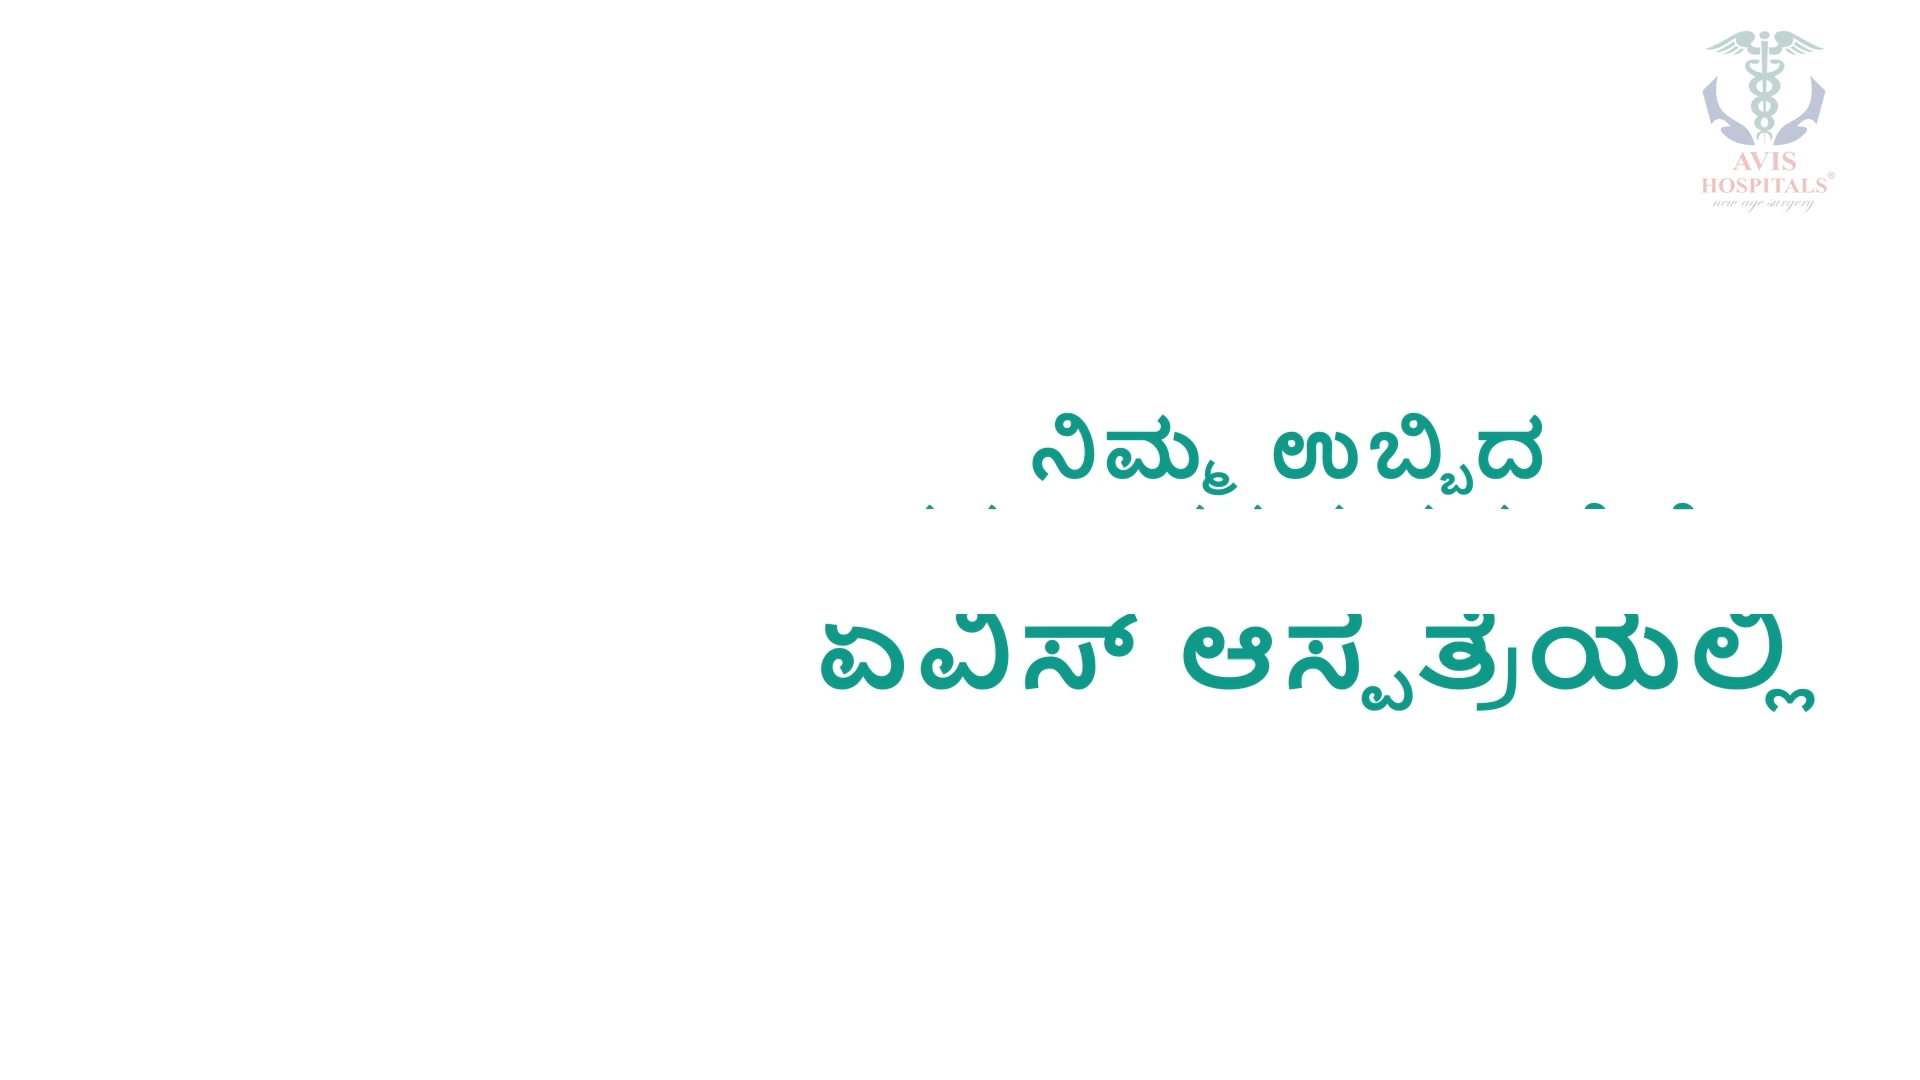 AVIS
HOSPITALS®
new age surgery
ನಿಮ್ಮ ಉಬ್ಬಿದ
ಏವಿಸ್ ಆಸ್ಪತ್ರೆಯಲ್ಲಿ